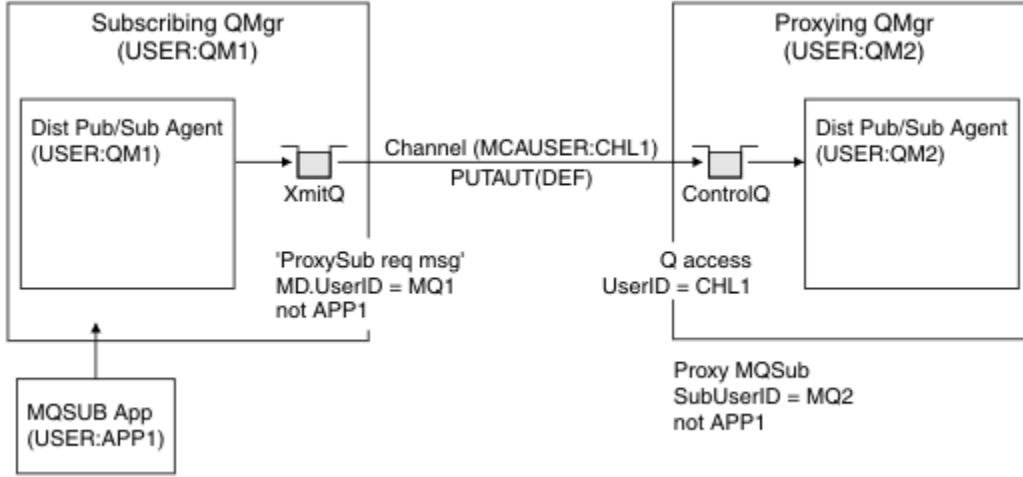 Subscribing QMgr
(USER:QM1)
Proxying QMgr
(USER:QM2)
Dist Pub/Sub Agent
(USER:QM1)
XmitQ
Channel (MCAUSER:CHL1)
PUTAUT(DEF)
ControlQ
Dist Pub/Sub Agent
(USER:QM2)
'ProxySub req msg'
MD.UserID = MQ1
not APP1
Q access
UserID = CHL1
MQSUB App
(USER:APP1)
Proxy MQSub
SubUserID = MQ2
not APP1